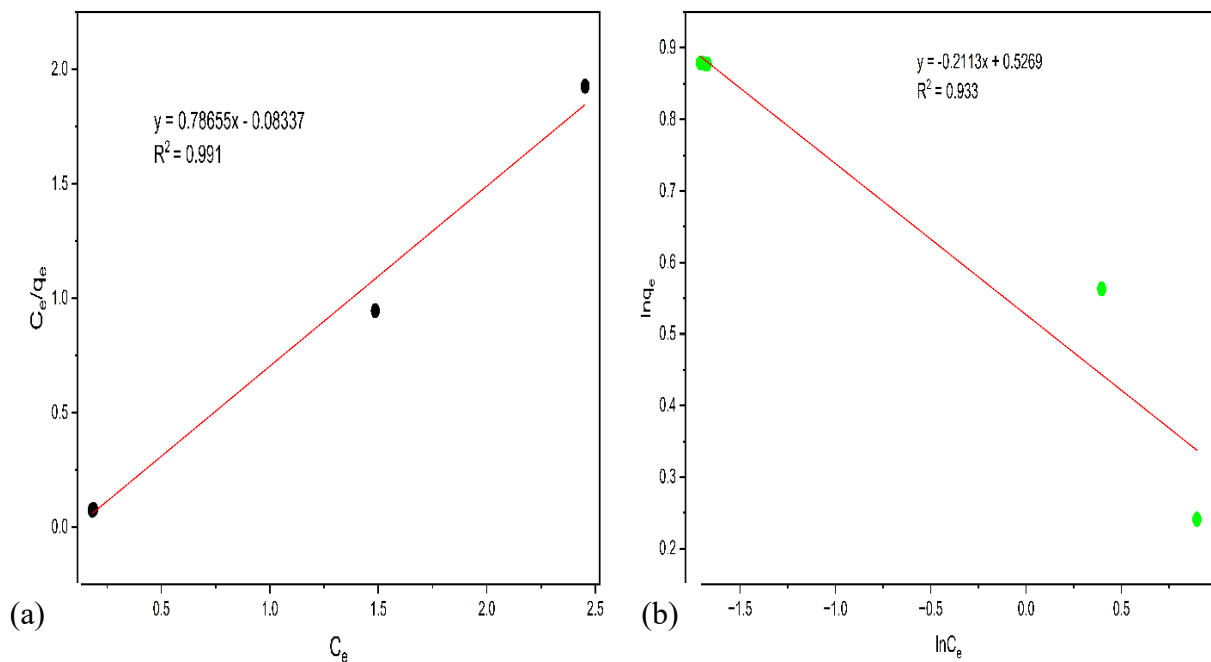 2.0
1.5
1.0
0.5
0.0
Cₑ/qₑ
y = 0.78655x - 0.08337
R² = 0.991
0.5
1.0
1.5
2.0
2.5
Cₑ
(a)
0.9
0.8
0.7
0.6
0.5
0.4
0.3
0.2
lnqₑ
y = -0.2113x + 0.5269
R² = 0.933
−1.5
−1.0
−0.5
0.0
0.5
lnCₑ
(b)